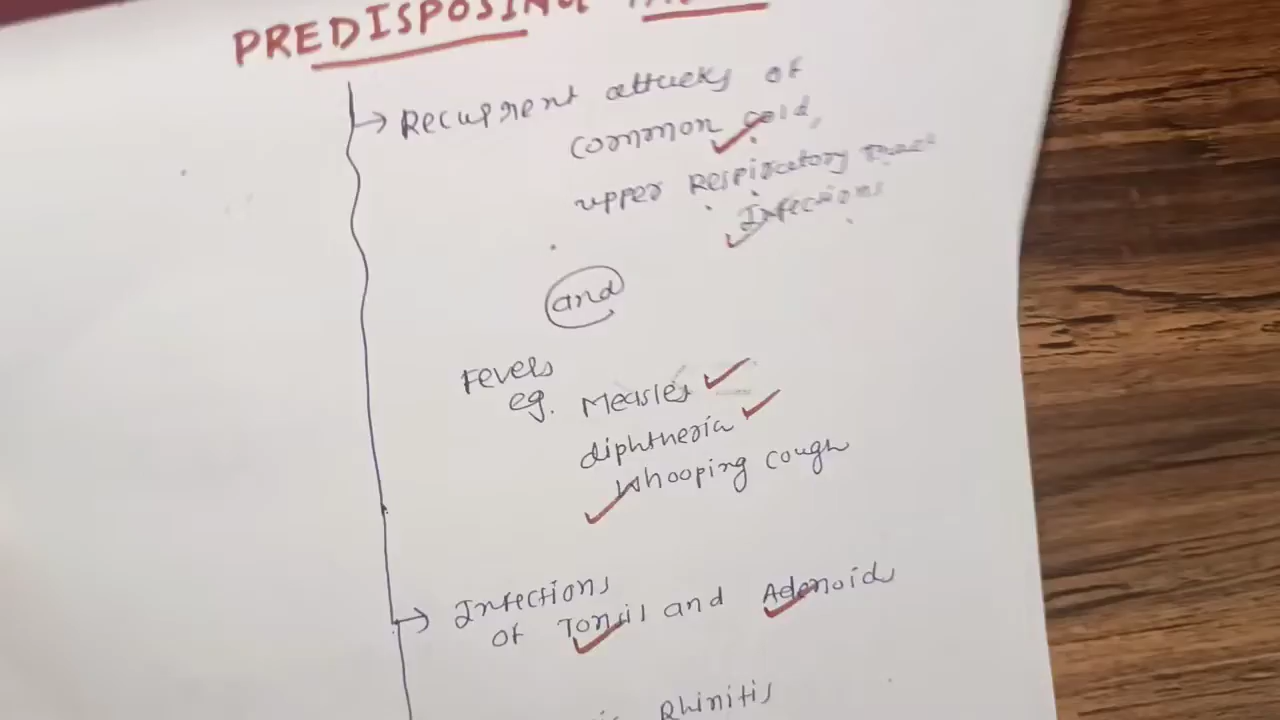 PREDISPOSING
Recurrent attacks of
common cold,
upper Respiratory Tract
Infections
and
Fevers
eg. Measles
diphtheria
Whooping cough
Infections
of Tonsil and Adenoids
Rhinitis